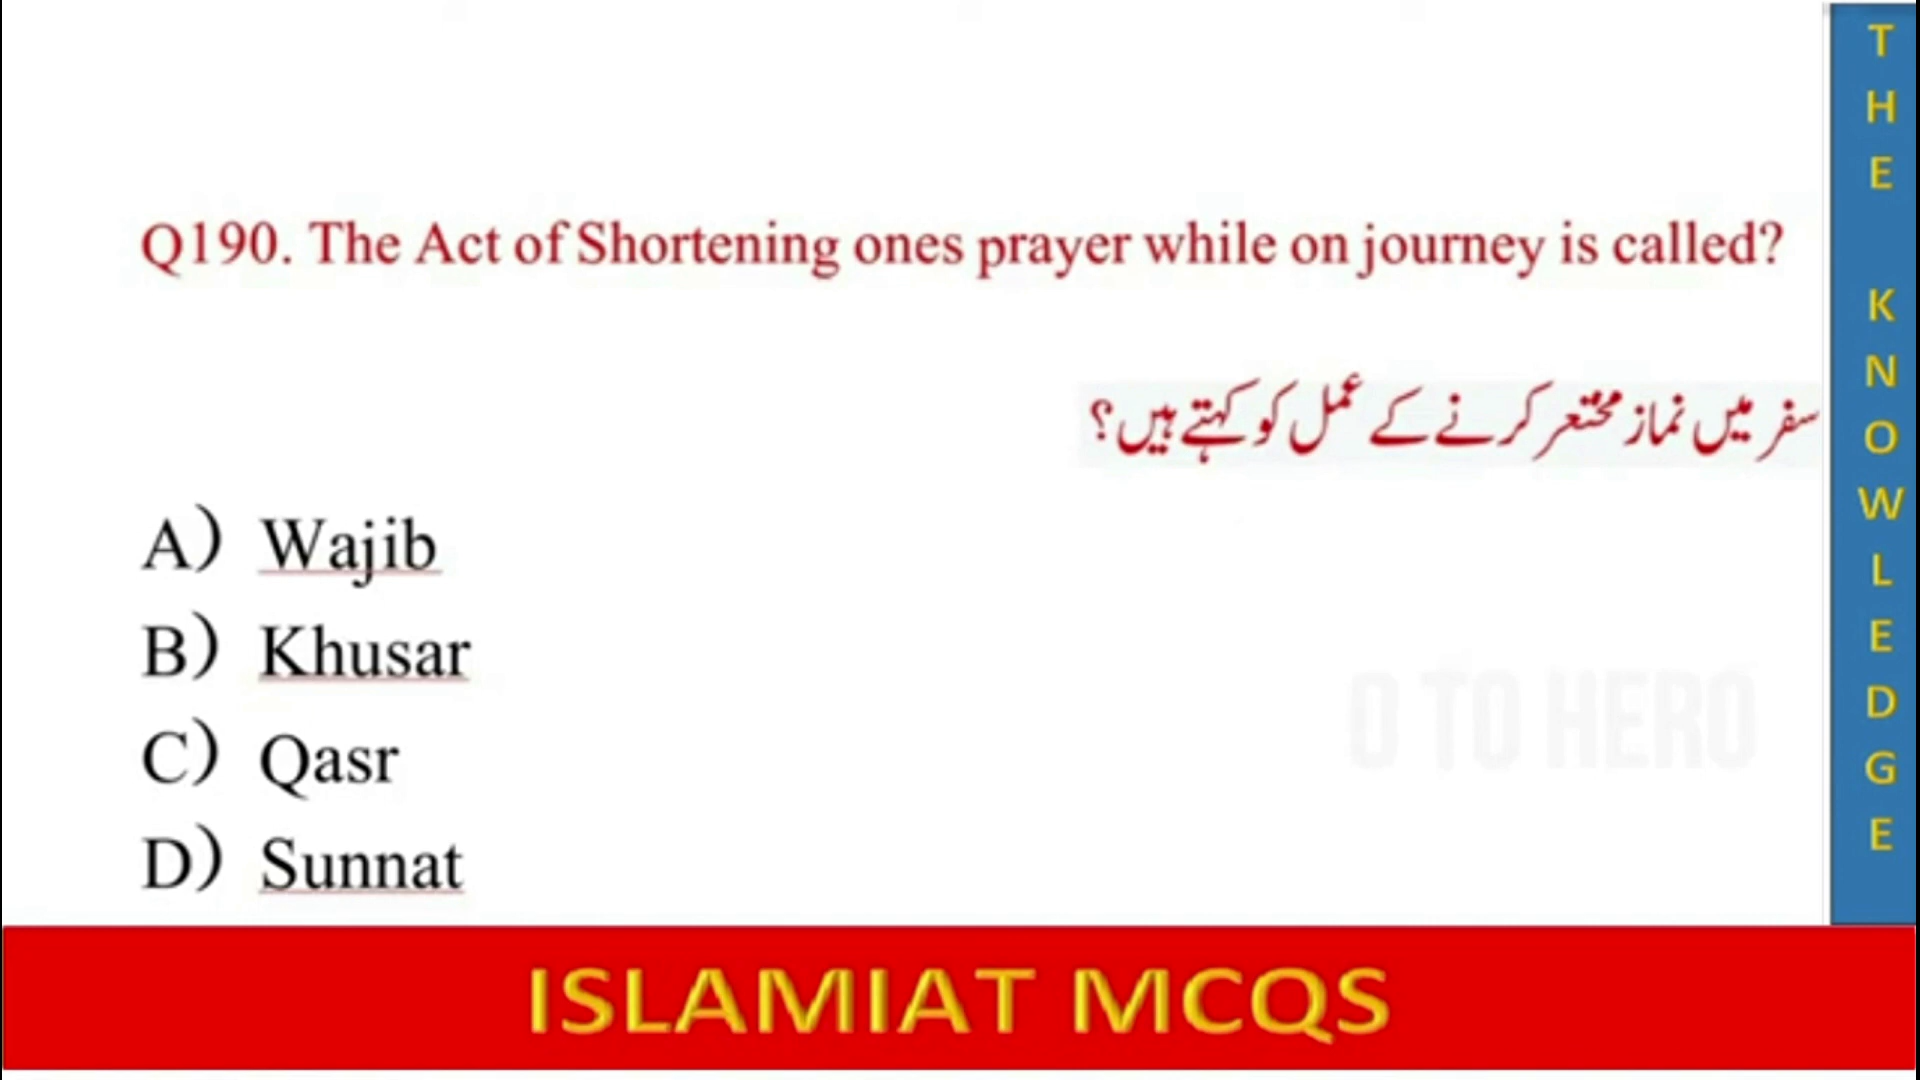 Q190. The Act of Shortening ones prayer while on journey is called?
سفر میں نماز مختصر کرنے کے عمل کو کہتے ہیں؟
A) Wajib
B) Khusar
C) Qasr
D) Sunnat
O TO HERO
ISLAMIAT MCQS
THE KNOWLEDGE